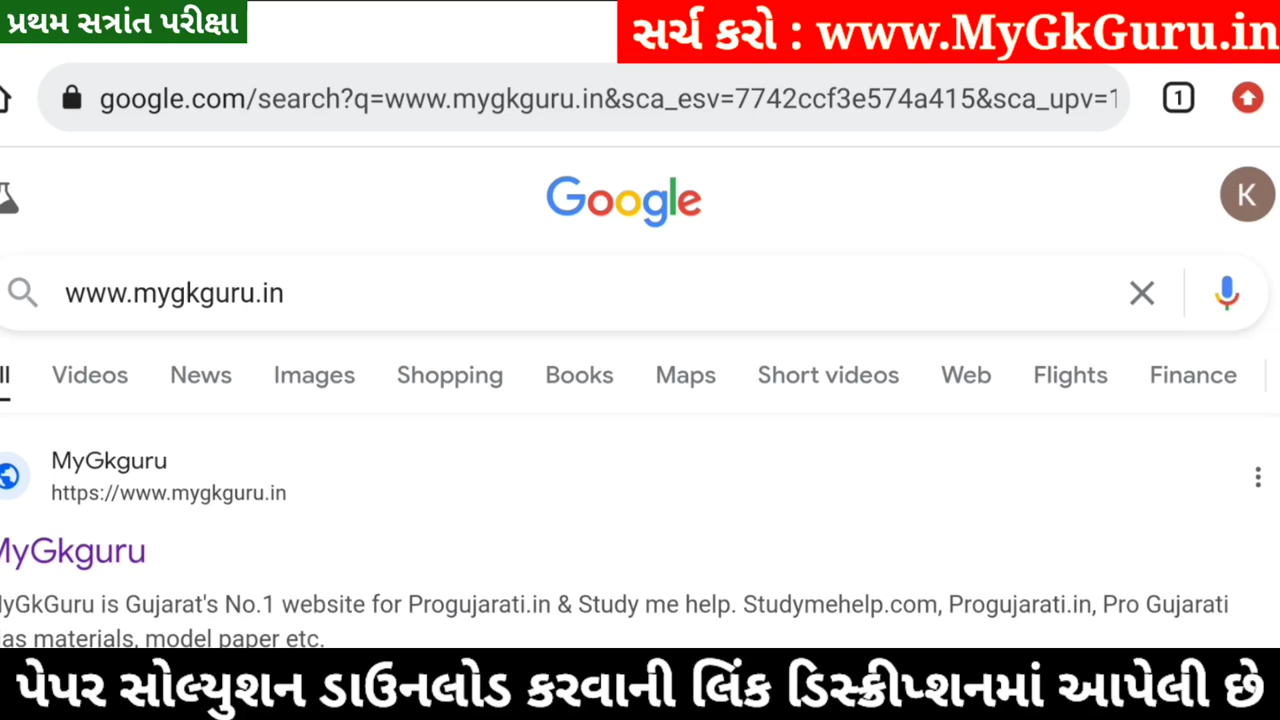 પ્રથમ સત્રાંત પરીક્ષા
સર્ચ કરો : www.MyGkGuru.in
google.com/search?q=www.mygkguru.in&sca_esv=7742ccf3e574a415&sca_upv=1
1
Google
K
www.mygkguru.in
ll Videos News Images Shopping Books Maps Short videos Web Flights Finance
MyGkguru
https://www.mygkguru.in
MyGkguru
yGkGuru is Gujarat's No.1 website for Progujarati.in & Study me help. Studymehelp.com, Progujarati.in, Pro Gujarati
as materials, model paper etc.
પેપર સોલ્યુશન ડાઉનલોડ કરવાની લિંક ડિસ્ક્રીપ્શનમાં આપેલી છે